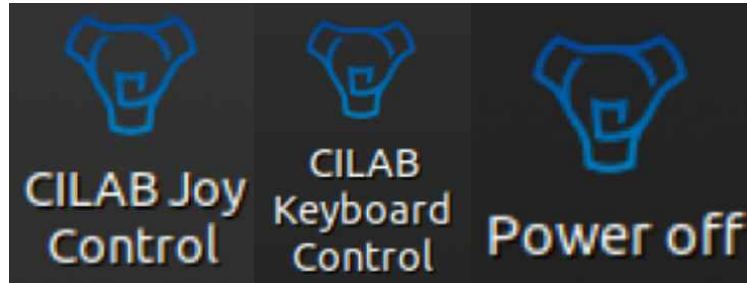 CILAB Joy
Control
CILAB
Keyboard
Control
Power off